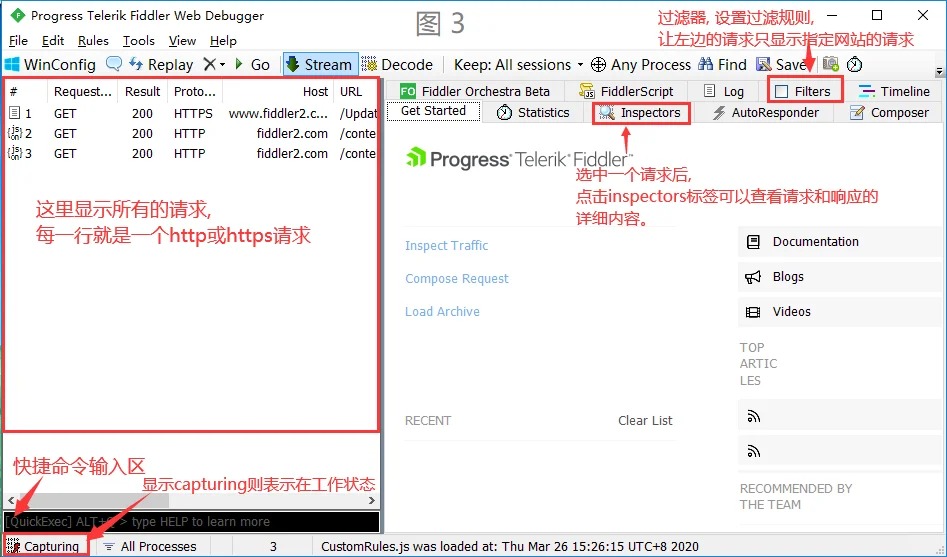 Progress Telerik Fiddler Web Debugger
图 3
过滤器, 设置过滤规则,
让左边的请求只显示指定网站的请求
File Edit Rules Tools View Help
WinConfig Replay Go Stream Decode Keep: All sessions Any Process Find Save
# Request... Result Proto... Host URL
1 GET 200 HTTPS www.fiddler2.c... /Updat
2 GET 200 HTTP fiddler2.com /conte
3 GET 200 HTTP fiddler2.com /conte
这里显示所有的请求,
每一行就是一个http或https请求
FO Fiddler Orchestra Beta FiddlerScript Log Filters Timeline
Get Started Statistics Inspectors AutoResponder Composer
Progress Telerik Fiddler
选中一个请求后,
点击inspectors标签可以查看请求和响应的
详细内容。
Inspect Traffic
Compose Request
Load Archive
Documentation
Blogs
Videos
TOP
ARTIC
LES
RECENT Clear List
RECOMMENDED BY
THE TEAM
快捷命令输入区
显示capturing则表示在工作状态
[QuickExec] ALT+Q > type HELP to learn more
Capturing All Processes 3 CustomRules.js was loaded at: Thu Mar 26 15:26:15 UTC+8 2020